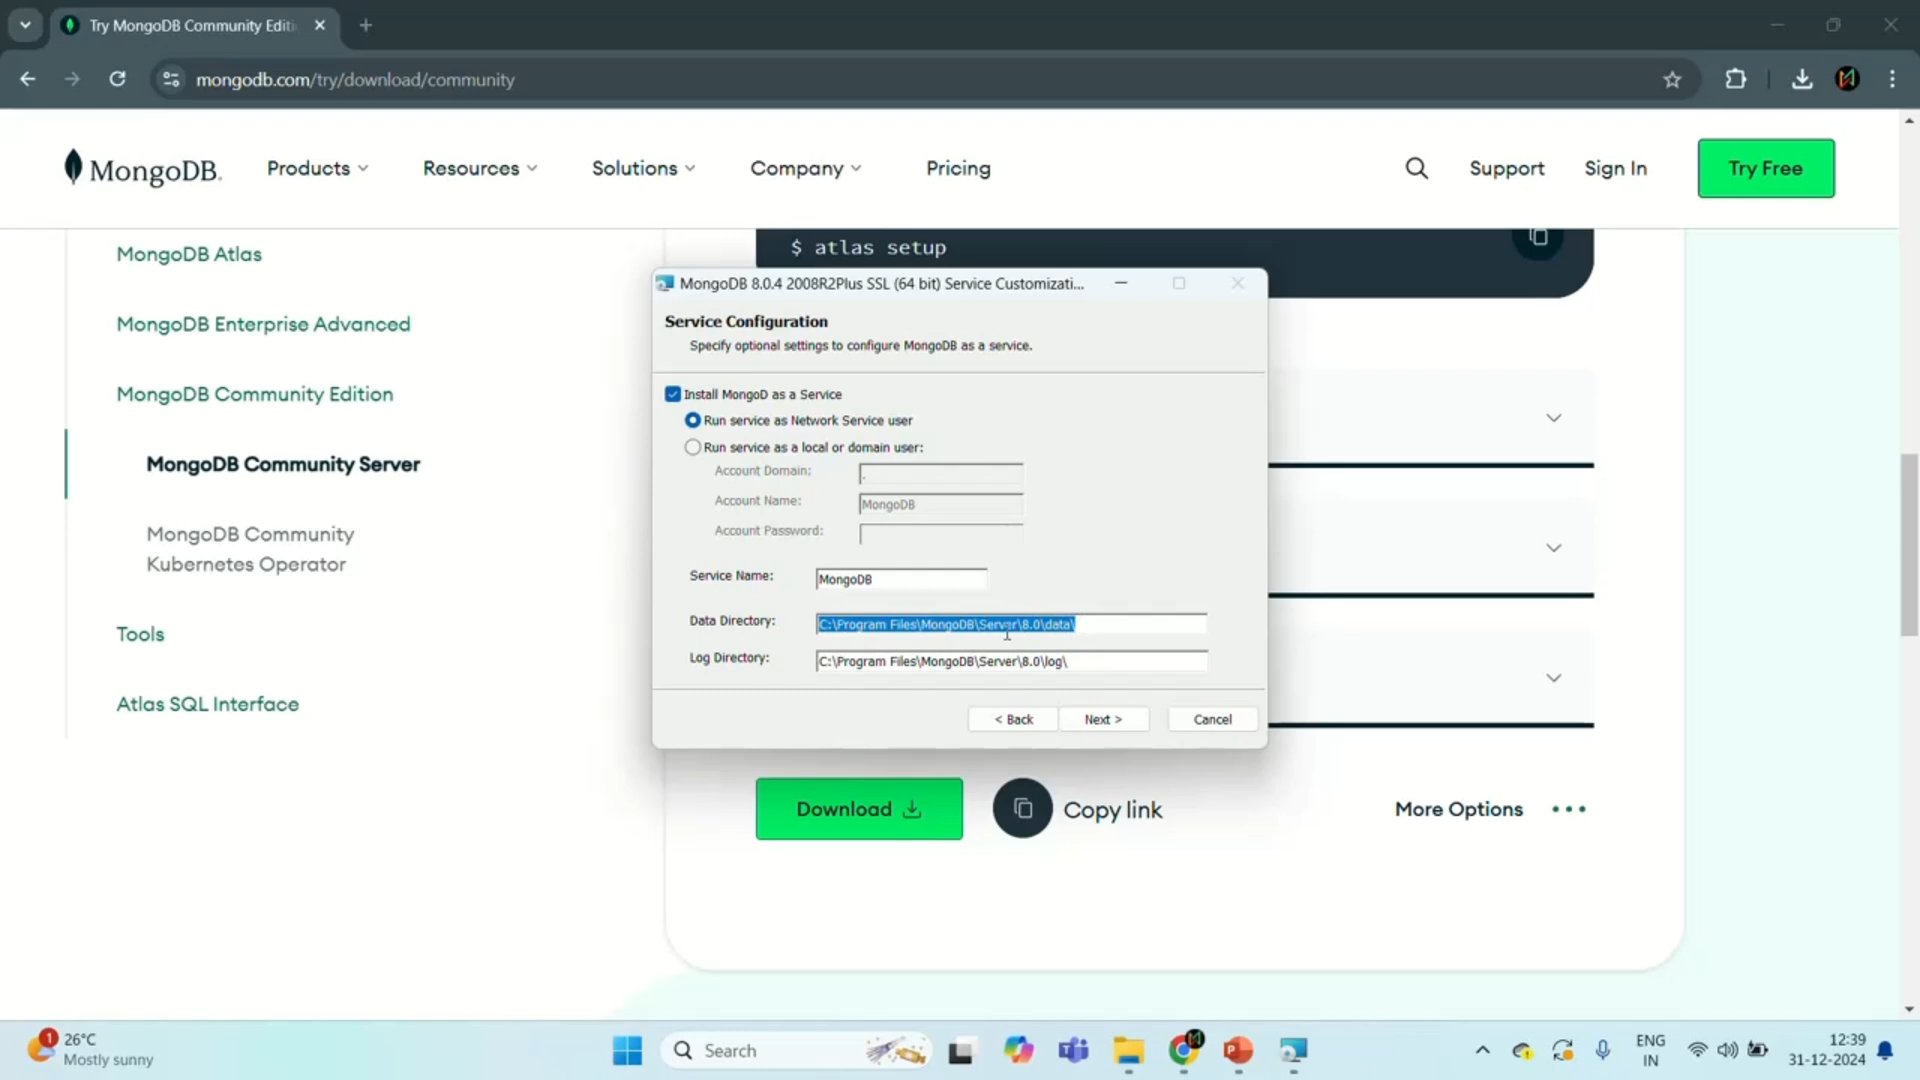 Try MongoDB Community Editi
mongodb.com/try/download/community
MongoDB.
Products
Resources
Solutions
Company
Pricing
Support
Sign In
Try Free
MongoDB Atlas
MongoDB Enterprise Advanced
MongoDB Community Edition
MongoDB Community Server
MongoDB Community
Kubernetes Operator
Tools
Atlas SQL Interface
$ atlas setup
MongoDB 8.0.4 2008R2Plus SSL (64 bit) Service Customizati...
Service Configuration
Specify optional settings to configure MongoDB as a service.
Install MongoD as a Service
Run service as Network Service user
Run service as a local or domain user:
Account Domain:
.
Account Name:
MongoDB
Account Password:
Service Name:
MongoDB
Data Directory:
C:\Program Files\MongoDB\Server\8.0\data\
Log Directory:
C:\Program Files\MongoDB\Server\8.0\log\
< Back
Next >
Cancel
Download
Copy link
More Options
1
26°C
Mostly sunny
Search
ENG
IN
12:39
31-12-2024